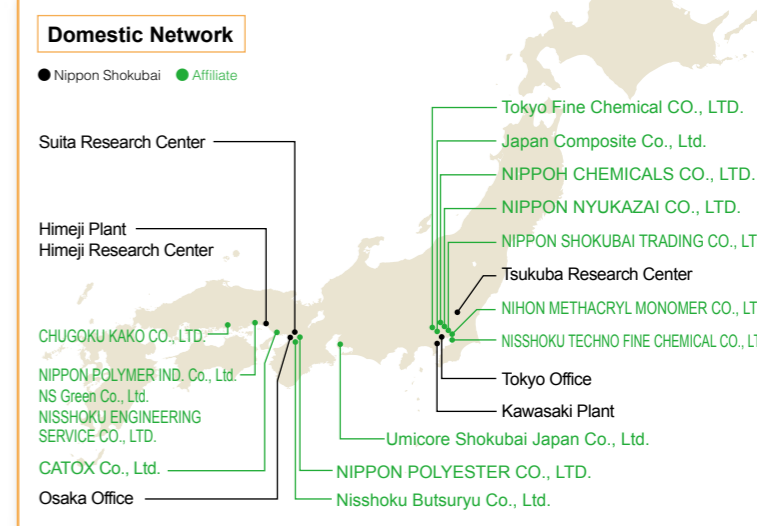 Domestic Network
Nippon Shokubai
Affiliate
Suita Research Center
Himeji Plant
Himeji Research Center
CHUGOKU KAKO CO., LTD.
NIPPON POLYMER IND. Co., Ltd.
NS Green Co., Ltd.
NISSHOKU ENGINEERING
SERVICE CO., LTD.
CATOX Co., Ltd.
Osaka Office
Tokyo Fine Chemical CO., LTD.
Japan Composite Co., Ltd.
NIPPOH CHEMICALS CO., LTD.
NIPPON NYUKAZAI CO., LTD.
NIPPON SHOKUBAI TRADING CO., LT
Tsukuba Research Center
NIHON METHACRYL MONOMER CO., LT
NISSHOKU TECHNO FINE CHEMICAL CO., LT
Tokyo Office
Kawasaki Plant
Umicore Shokubai Japan Co., Ltd.
NIPPON POLYESTER CO., LTD.
Nisshoku Butsuryu Co., Ltd.